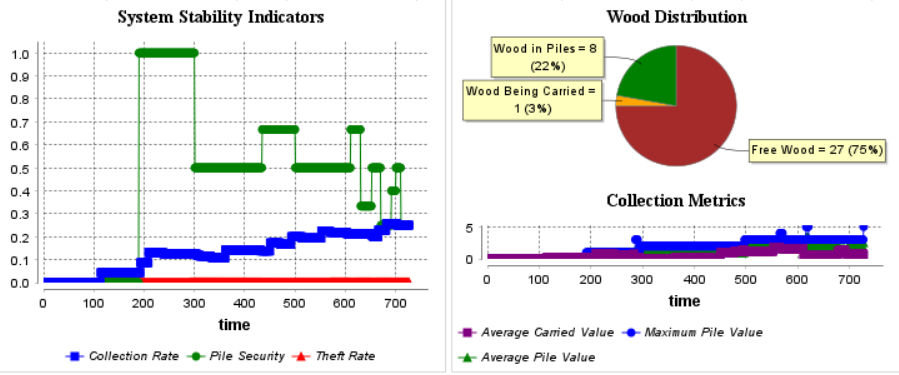 System Stability Indicators
1.0
0.9
0.8
0.7
0.6
0.5
0.4
0.3
0.2
0.1
0.0
0 100 200 300 400 500 600 700
time
Collection Rate Pile Security Theft Rate
Wood Distribution
Wood in Piles = 8
(22%)
Wood Being Carried =
1 (3%)
Free Wood = 27 (75%)
Collection Metrics
5
0
0 100 200 300 400 500 600 700
time
Average Carried Value Maximum Pile Value
Average Pile Value